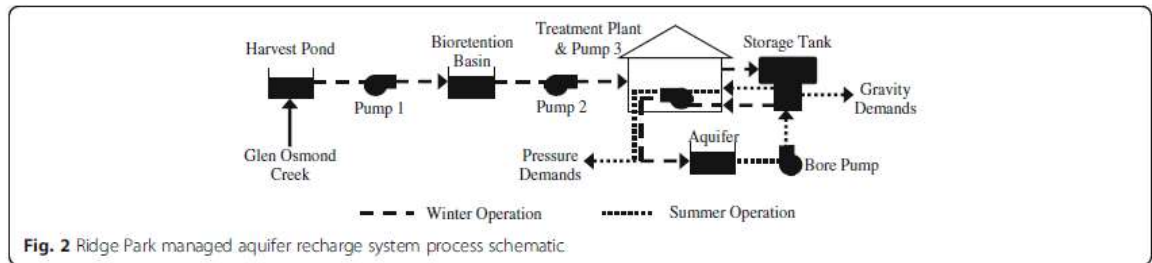 Harvest Pond
Bioretention
Basin
Treatment Plant
& Pump 3
Storage Tank
Pump 1
Pump 2
Gravity
Demands
Glen Osmond
Creek
Pressure
Demands
Aquifer
Bore Pump
Winter Operation
Summer Operation
Fig. 2 Ridge Park managed aquifer recharge system process schematic